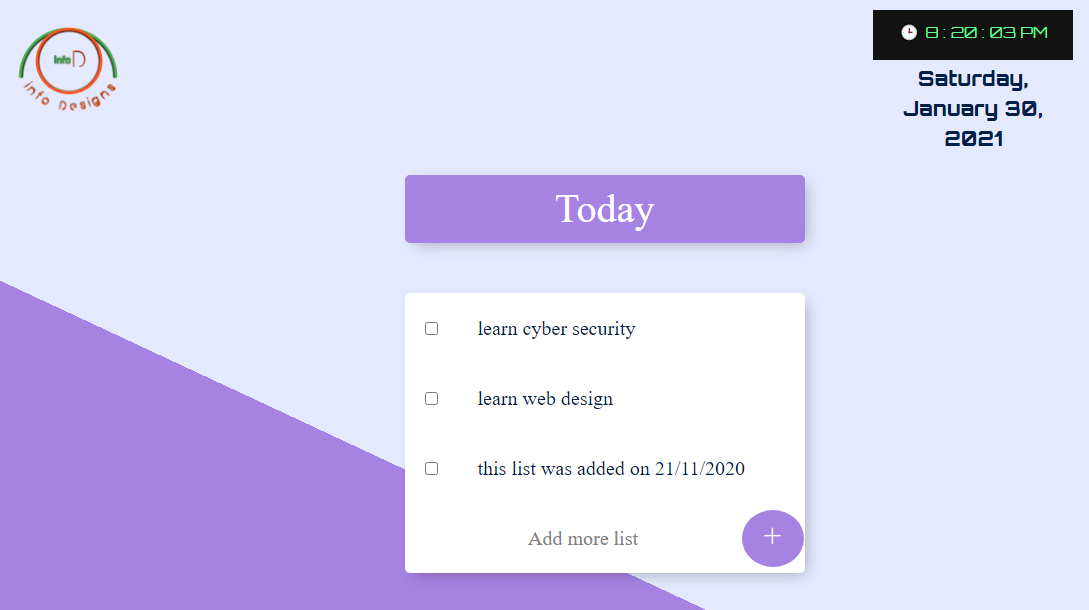 info D
info Designs
8 : 20 : 03 PM
Saturday,
January 30,
2021
Today
learn cyber security
learn web design
this list was added on 21/11/2020
Add more list
+